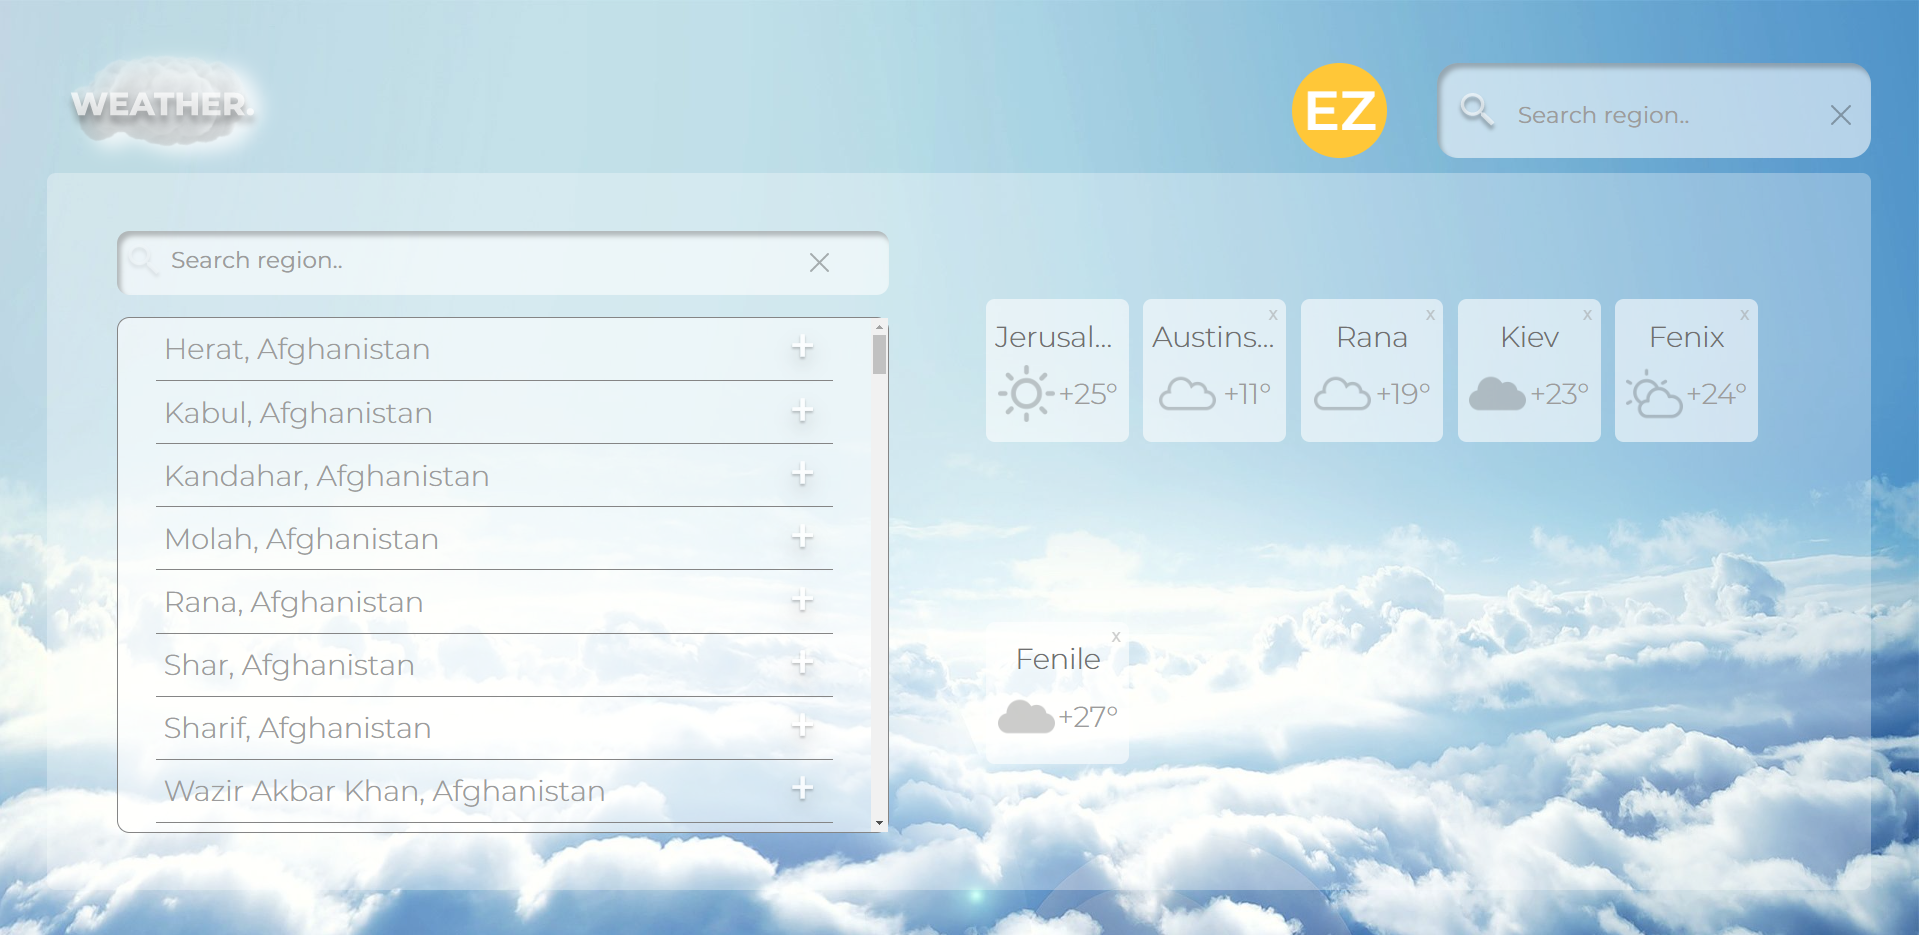 WEATHER.
EZ
Search region..
Search region..
Herat, Afghanistan
Kabul, Afghanistan
Kandahar, Afghanistan
Molah, Afghanistan
Rana, Afghanistan
Shar, Afghanistan
Sharif, Afghanistan
Wazir Akbar Khan, Afghanistan
Jerusal...
+25°
x
Austins...
+11°
x
Rana
+19°
x
Kiev
+23°
x
Fenix
+24°
x
Fenile
+27°